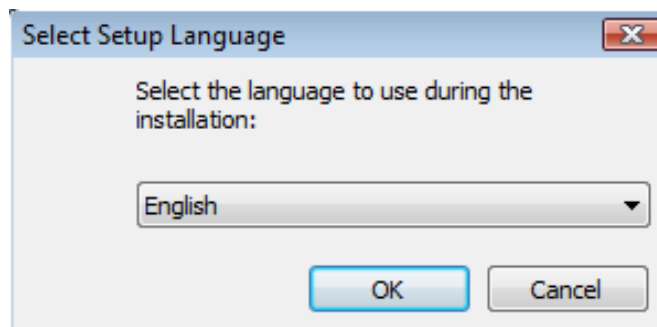 Select Setup Language
Select the language to use during the
installation:
English
OK
Cancel